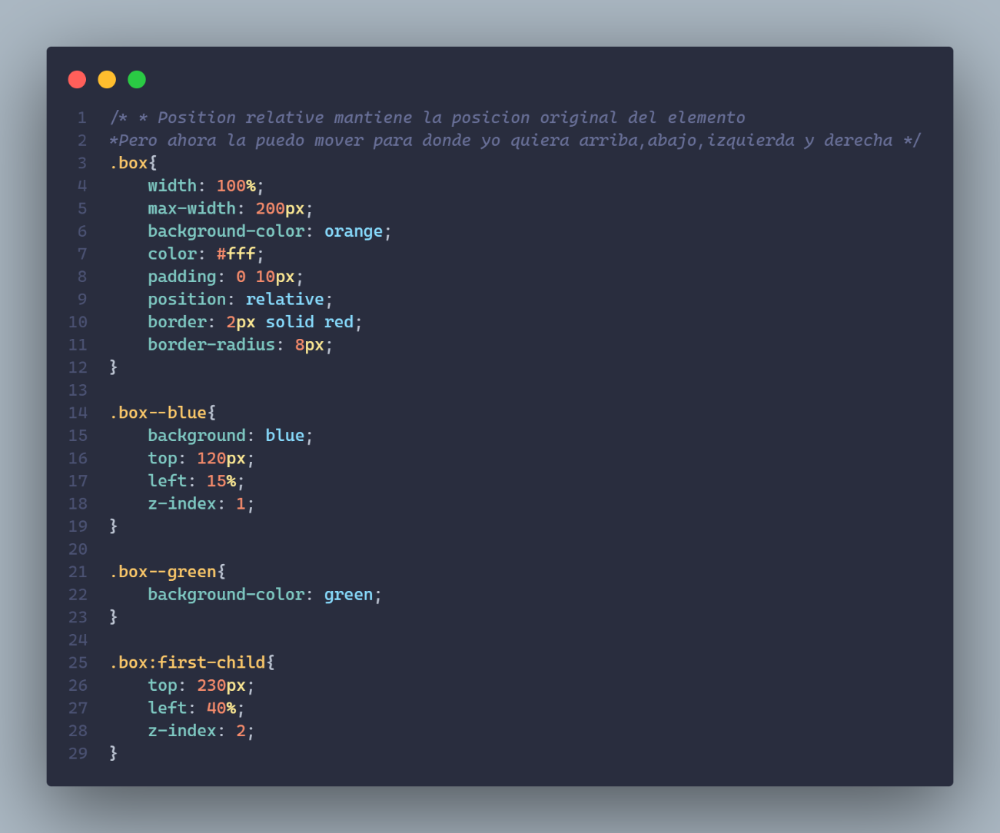 1 /* * Position relative mantiene la posicion original del elemento
2 *Pero ahora la puedo mover para donde yo quiera arriba,abajo,izquierda y derecha */
3 .box{
4     width: 100%;
5     max-width: 200px;
6     background-color: orange;
7     color: #fff;
8     padding: 0 10px;
9     position: relative;
10     border: 2px solid red;
11     border-radius: 8px;
12 }
13
14 .box--blue{
15     background: blue;
16     top: 120px;
17     left: 15%;
18     z-index: 1;
19 }
20
21 .box--green{
22     background-color: green;
23 }
24
25 .box:first-child{
26     top: 230px;
27     left: 40%;
28     z-index: 2;
29 }